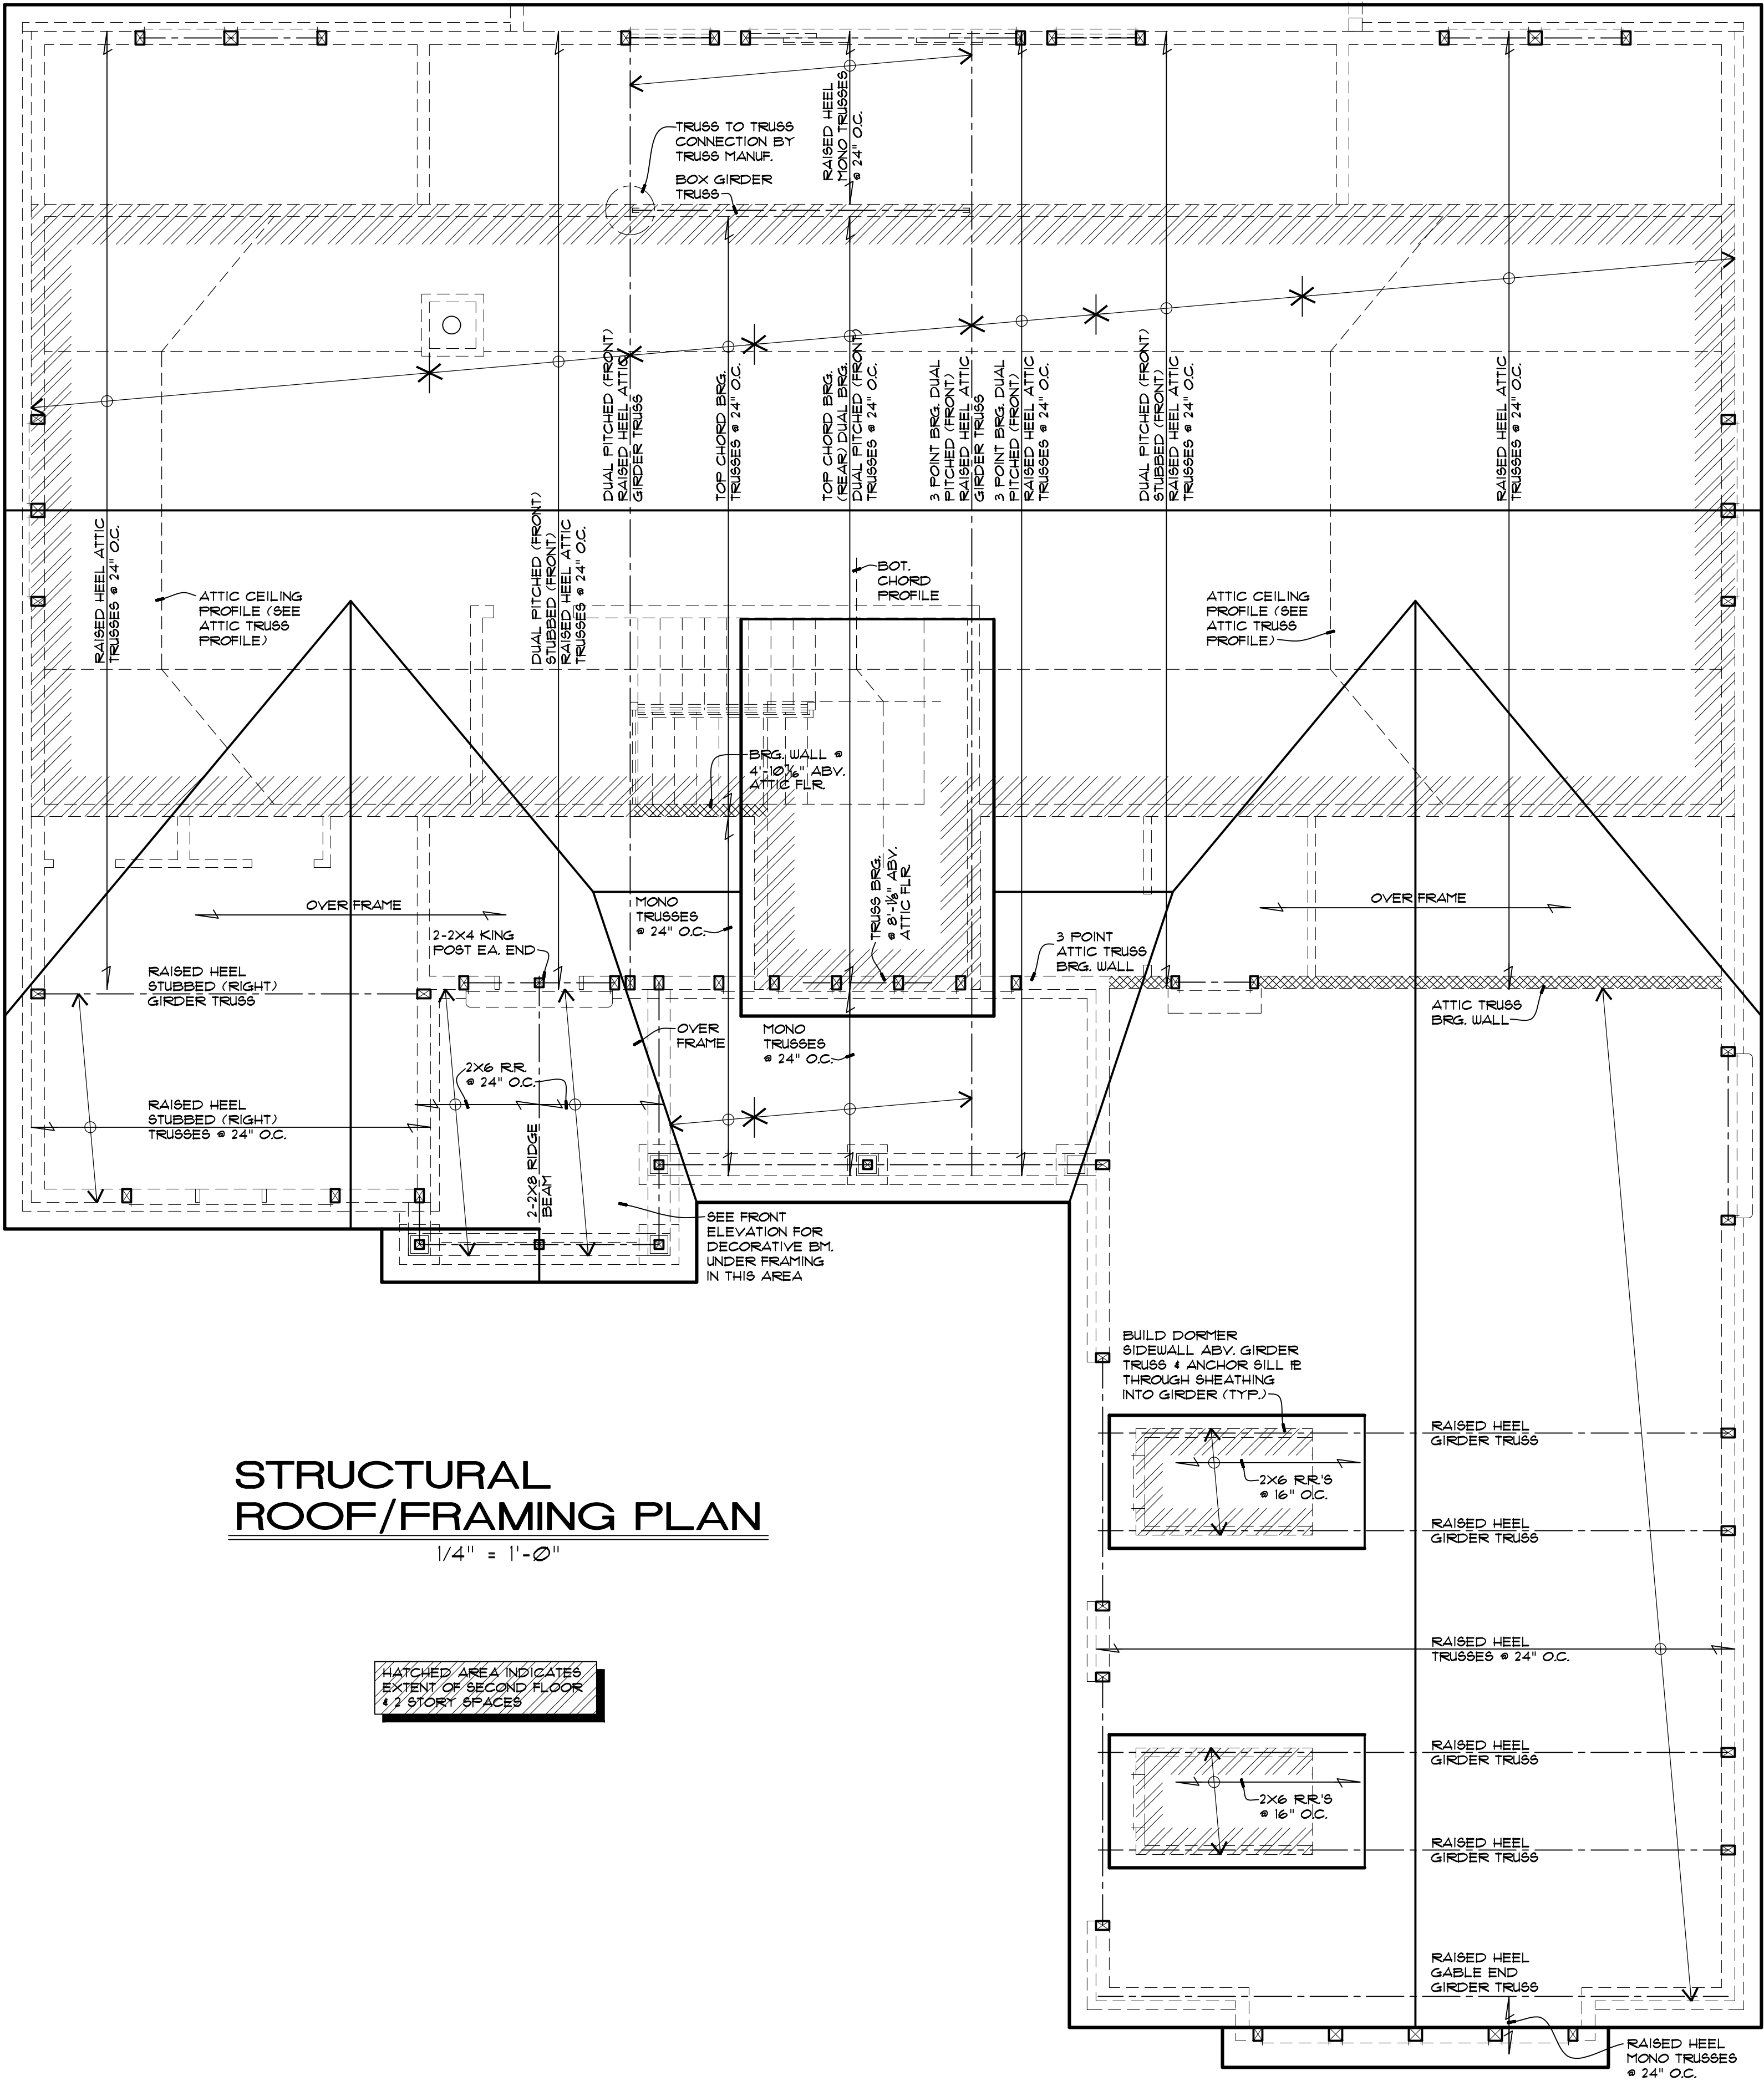 TRUSS TO TRUSS
CONNECTION BY
TRUSS MANUF.
BOX GIRDER
TRUSS
RAISED HEEL
MONO TRUSSES
@ 24" O.C.
DUAL PITCHED (FRONT)
RAISED HEEL ATTIC
GIRDER TRUSS
TOP CHORD BRG.
TRUSSES @ 24" O.C.
TOP CHORD BRG.
(REAR) DUAL BRG.
DUAL PITCHED (FRONT)
TRUSSES @ 24" O.C.
3 POINT BRG. DUAL
PITCHED (FRONT)
RAISED HEEL ATTIC
GIRDER TRUSS
3 POINT BRG. DUAL
PITCHED (FRONT)
RAISED HEEL ATTIC
TRUSSES @ 24" O.C.
DUAL PITCHED (FRONT)
STUBBED (FRONT)
RAISED HEEL ATTIC
TRUSSES @ 24" O.C.
RAISED HEEL ATTIC
TRUSSES @ 24" O.C.
RAISED HEEL ATTIC
TRUSSES @ 24" O.C.
DUAL PITCHED (FRONT)
STUBBED (FRONT)
RAISED HEEL ATTIC
TRUSSES @ 24" O.C.
ATTIC CEILING
PROFILE (SEE
ATTIC TRUSS
PROFILE)
BOT.
CHORD
PROFILE
ATTIC CEILING
PROFILE (SEE
ATTIC TRUSS
PROFILE)
BRG. WALL @
4'-10 1/16" ABV.
ATTIC FLR.
TRUSS BRG.
@ 8'-1 1/8" ABV.
ATTIC FLR.
OVER FRAME
MONO
TRUSSES
@ 24" O.C.
OVER FRAME
2-2X4 KING
POST EA. END
3 POINT
ATTIC TRUSS
BRG. WALL
RAISED HEEL
STUBBED (RIGHT)
GIRDER TRUSS
ATTIC TRUSS
BRG. WALL
OVER
FRAME
MONO
TRUSSES
@ 24" O.C.
2X6 R.R.
@ 24" O.C.
RAISED HEEL
STUBBED (RIGHT)
TRUSSES @ 24" O.C.
2-2X8 RIDGE
BEAM
SEE FRONT
ELEVATION FOR
DECORATIVE BM.
UNDER FRAMING
IN THIS AREA
BUILD DORMER
SIDEWALL ABV. GIRDER
TRUSS & ANCHOR SILL PL
THROUGH SHEATHING
INTO GIRDER (TYP.)
RAISED HEEL
GIRDER TRUSS
2X6 R.R.'S
@ 16" O.C.
RAISED HEEL
GIRDER TRUSS
STRUCTURAL
ROOF/FRAMING PLAN
1/4" = 1'-0"
RAISED HEEL
TRUSSES @ 24" O.C.
HATCHED AREA INDICATES
EXTENT OF SECOND FLOOR
& 2 STORY SPACES
RAISED HEEL
GIRDER TRUSS
2X6 R.R.'S
@ 16" O.C.
RAISED HEEL
GIRDER TRUSS
RAISED HEEL
GABLE END
GIRDER TRUSS
RAISED HEEL
MONO TRUSSES
@ 24" O.C.